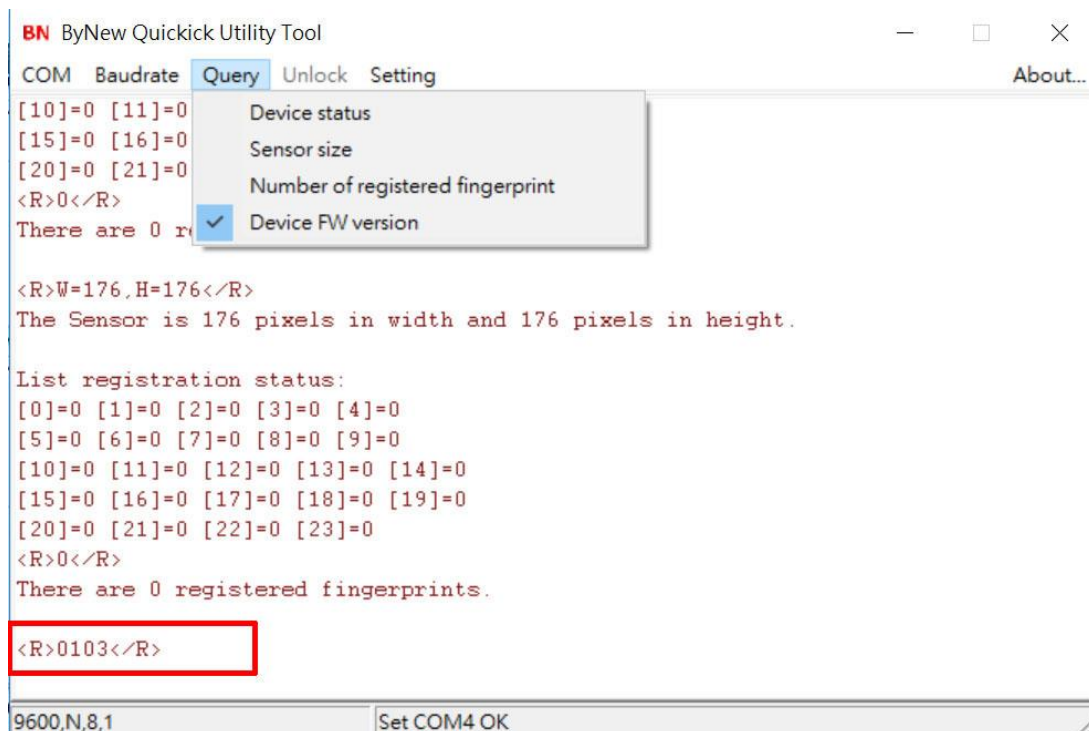 BN ByNew Quickick Utility Tool
COM Baudrate Query Unlock Setting About...
Device status
Sensor size
Number of registered fingerprint
Device FW version
[10]=0 [11]=0
[15]=0 [16]=0
[20]=0 [21]=0
<R>0</R>
There are 0
<R>W=176,H=176</R>
The Sensor is 176 pixels in width and 176 pixels in height.
List registration status:
[0]=0 [1]=0 [2]=0 [3]=0 [4]=0
[5]=0 [6]=0 [7]=0 [8]=0 [9]=0
[10]=0 [11]=0 [12]=0 [13]=0 [14]=0
[15]=0 [16]=0 [17]=0 [18]=0 [19]=0
[20]=0 [21]=0 [22]=0 [23]=0
<R>0</R>
There are 0 registered fingerprints.
<R>0103</R>
9600,N,8,1 Set COM4 OK